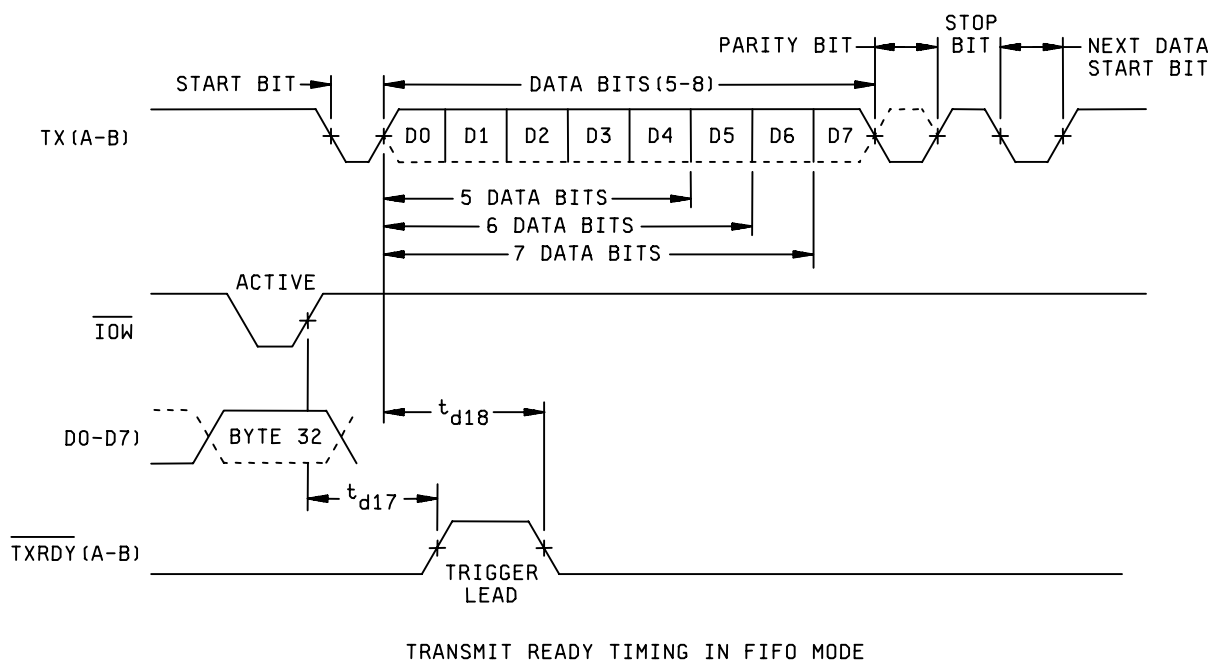 STOP
PARITY BIT
BIT
NEXT DATA
START BIT
START BIT
DATA BITS(5-8)
TX(A-B)
D0 D1 D2 D3 D4 D5 D6 D7
5 DATA BITS
6 DATA BITS
7 DATA BITS
ACTIVE
IOW
td18
D0-D7)
BYTE 32
td17
TXRDY(A-B)
TRIGGER
LEAD
TRANSMIT READY TIMING IN FIFO MODE